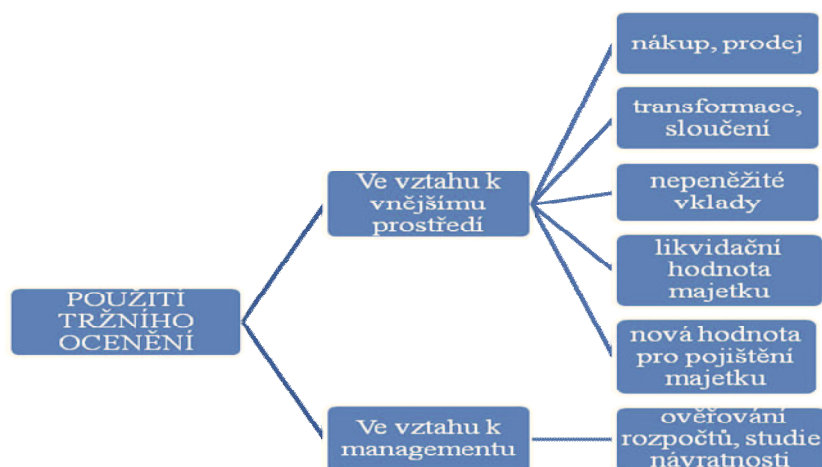 POUŽITÍ
TRŽNÍHO
OCENĚNÍ
Ve vztahu k
vnějšímu
prostředí
nákup, prodej
transformace,
sloučení
nepeněžité
vklady
likvidační
hodnota
majetku
nová hodnota
pro pojištění
majetku
Ve vztahu k
managementu
ověřování
rozpočtů, studie
návratnosti